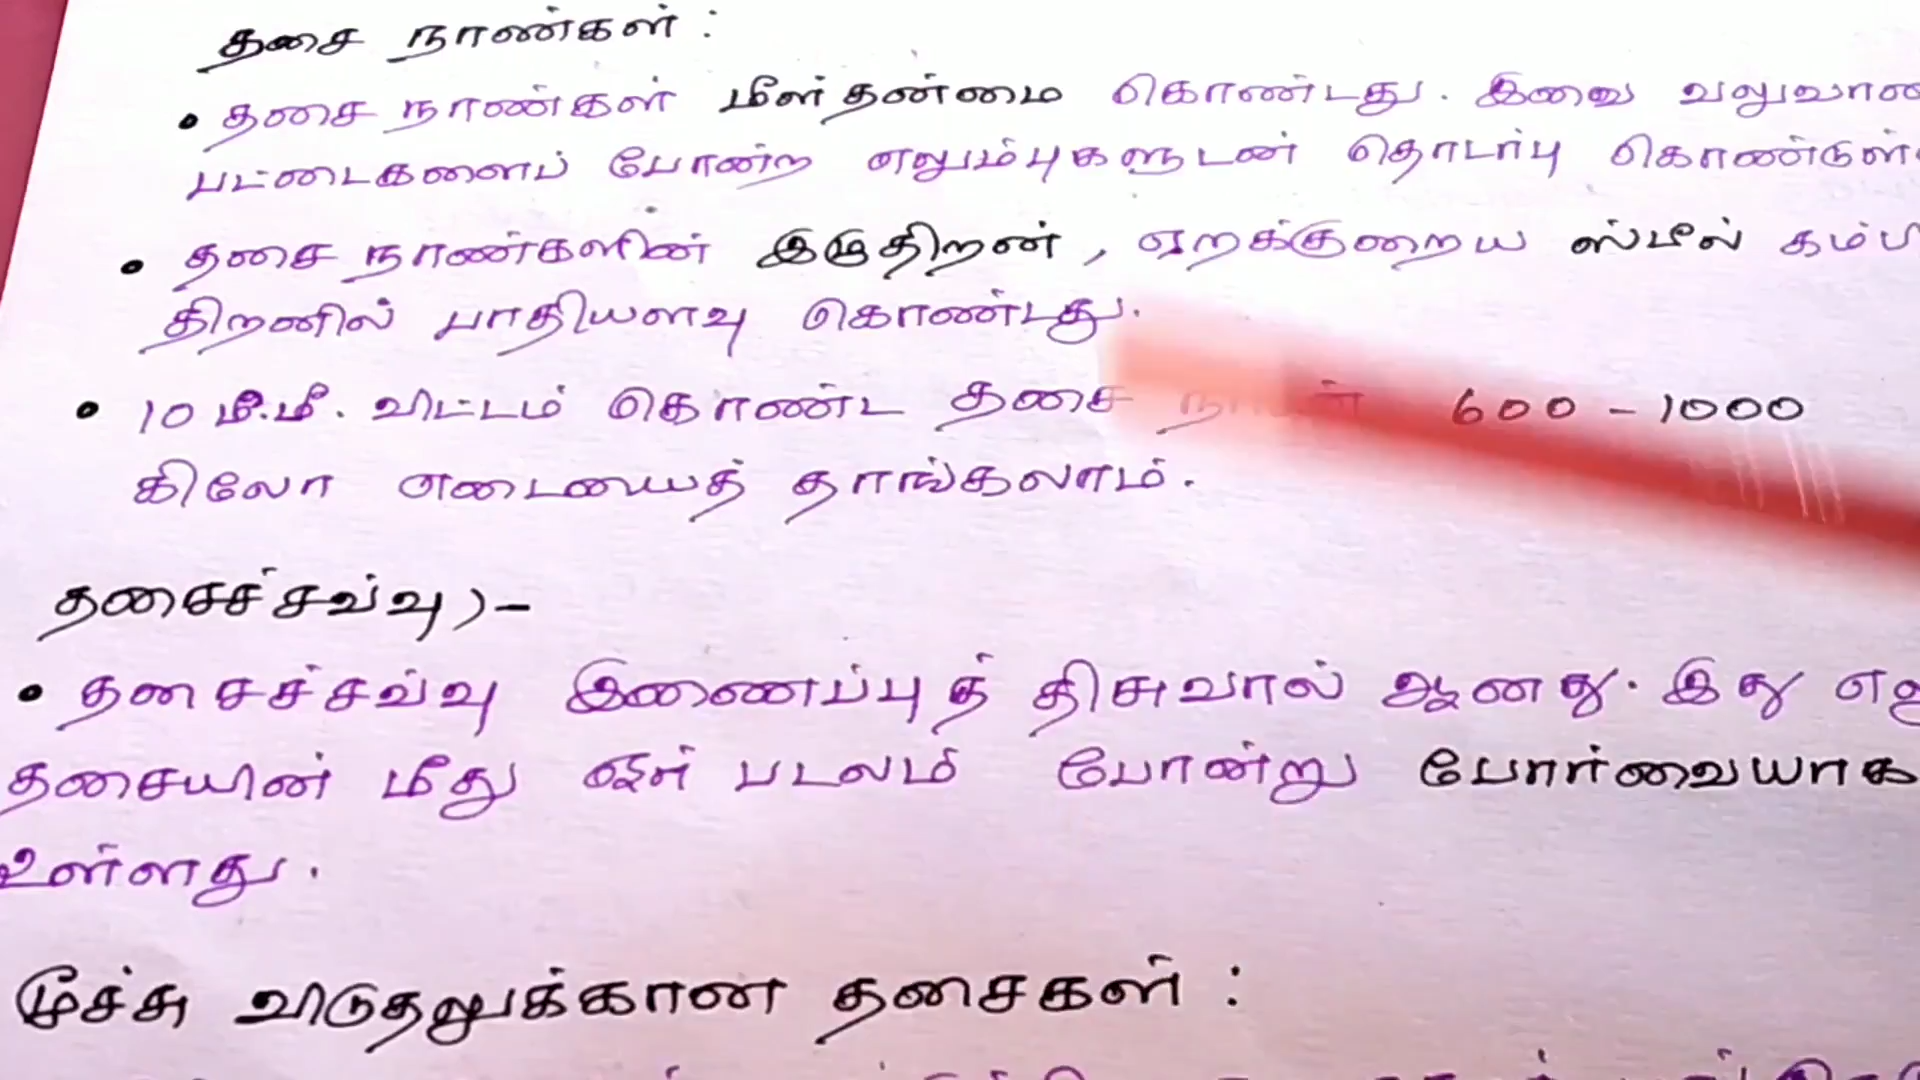 தசை நாண்கள் :
• தசை நாண்கள் மீள்தன்மை கொண்டது. இவை வலுவான
பட்டைகளைப் போன்ற எலும்புகளுடன் தொடர்பு கொண்டுள்
• தசை நாண்களின் இழுதிறன், ஏறக்குறைய ஸ்டீல் கம்பி
திறனில் பாதியளவு கொண்டது.
• 10 மி.மீ. விட்டம் கொண்ட தசை நாண் 600 - 1000
கிலோ எடையைத் தாங்கலாம்.
தசைச்சவ்வு ) -
• தசைச்சவ்வு இணைப்புத் திசுவால் ஆனது. இது எலு
தசையின் மீது ஓர் படலம் போன்று போர்வையாக
உள்ளது.
மூச்சு விடுதலுக்கான தசைகள் :